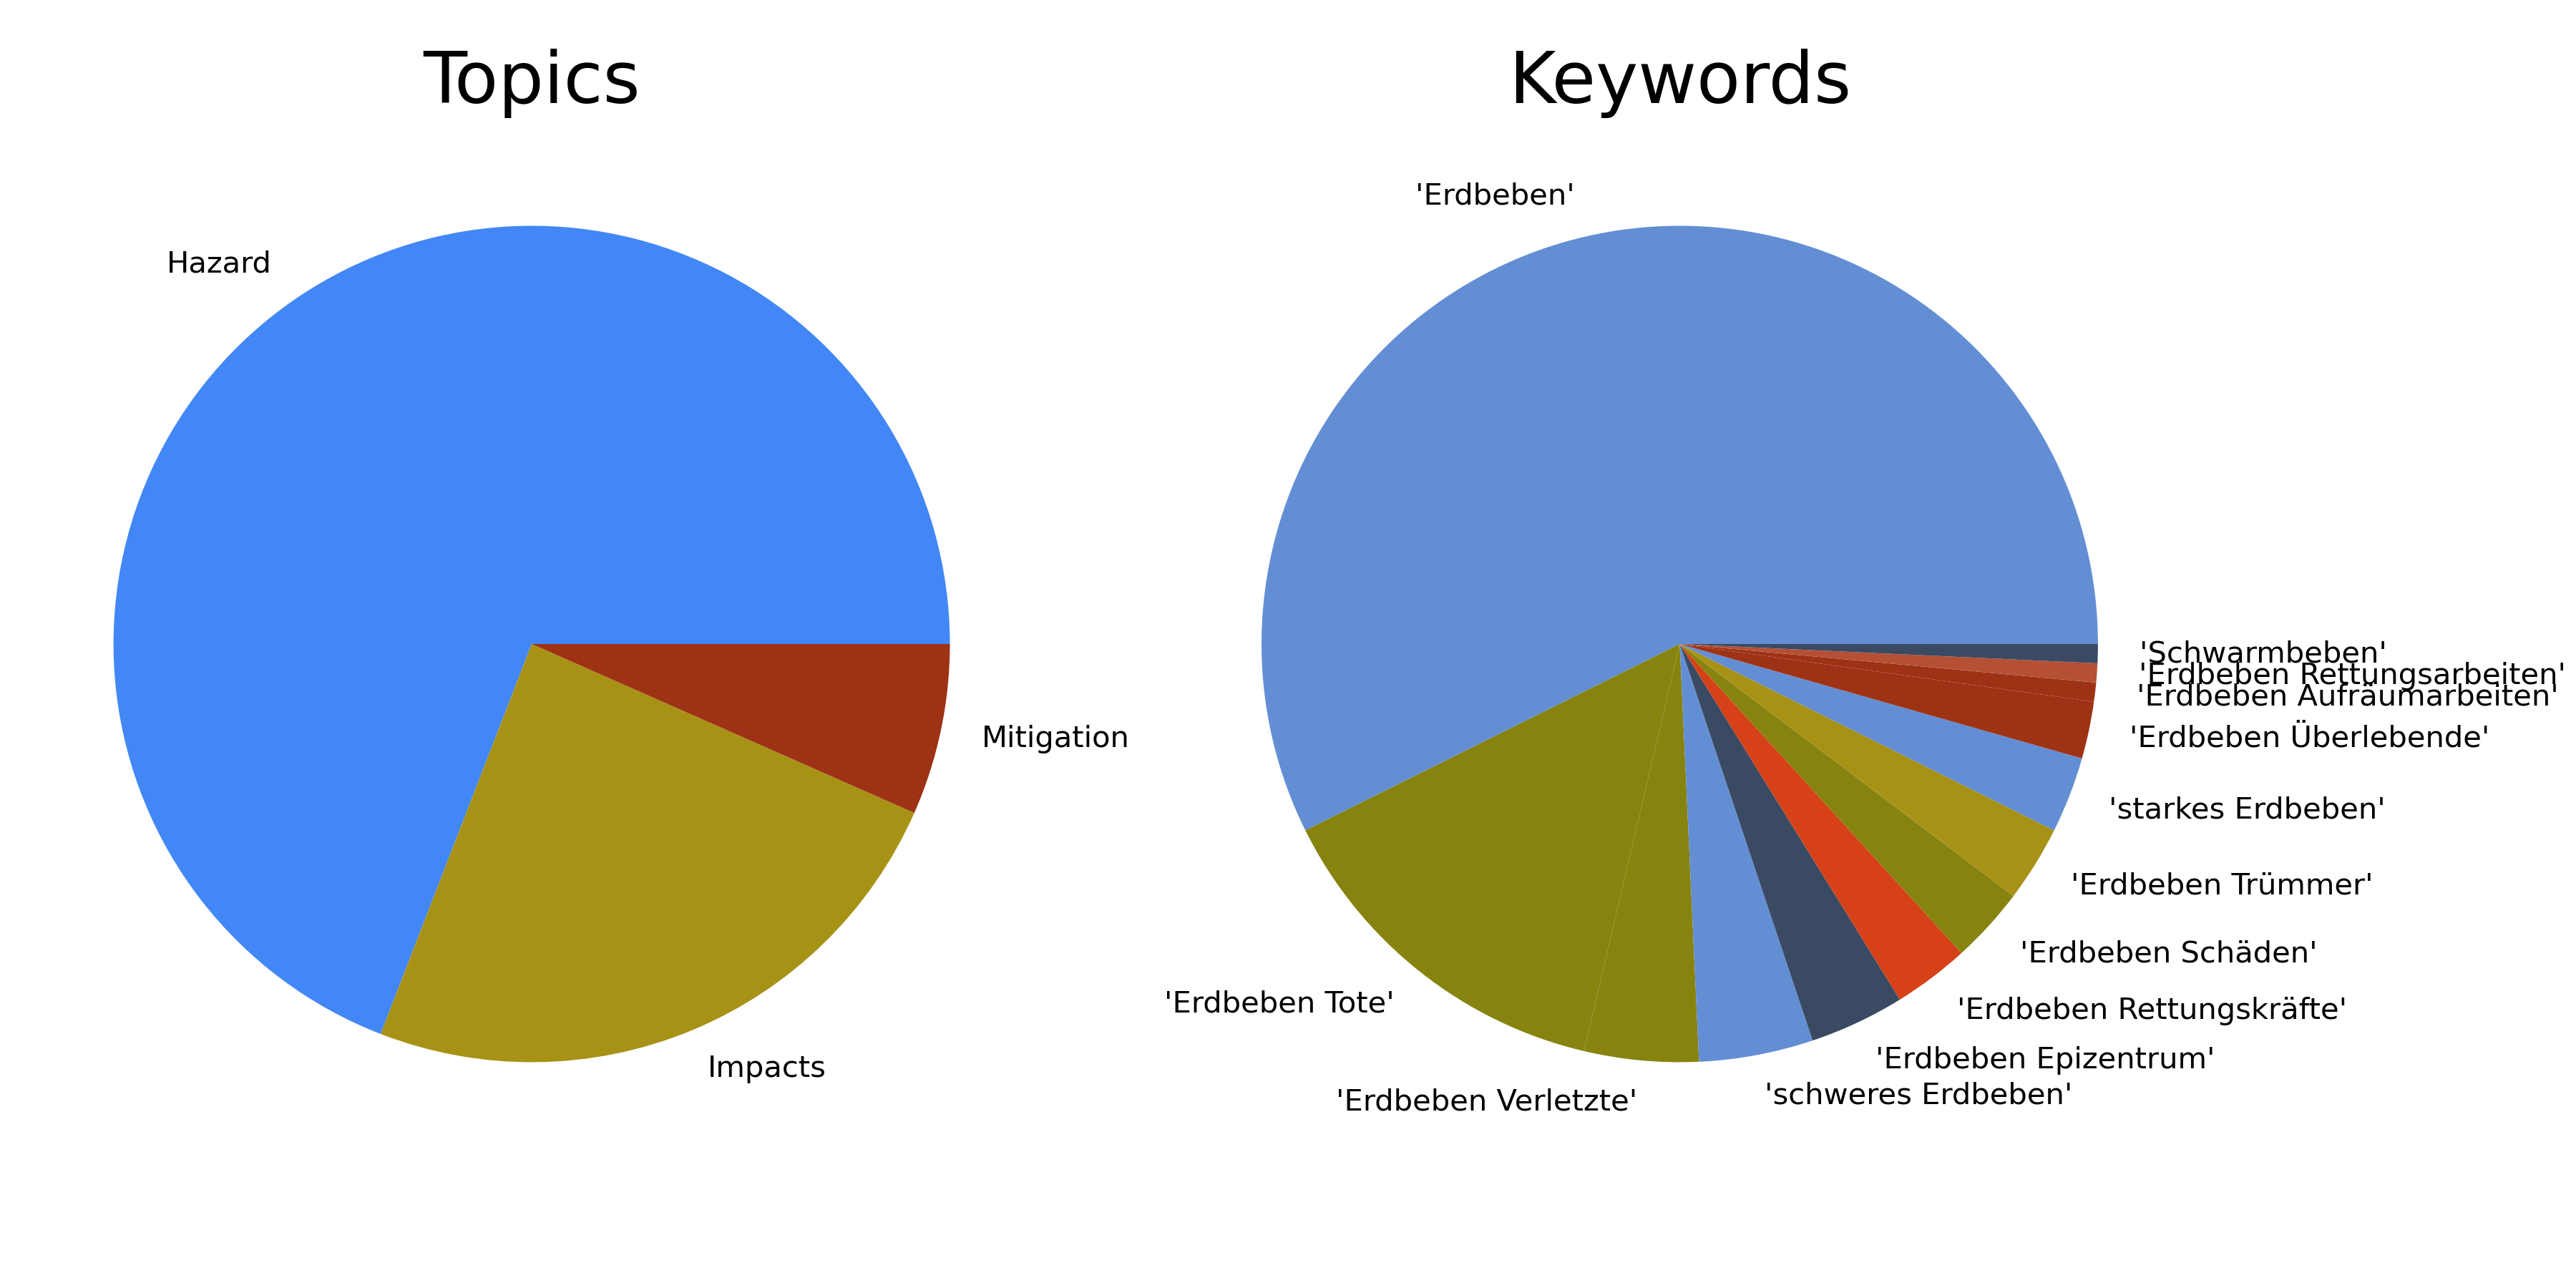 Topics
Hazard
Mitigation
Impacts
Keywords
'Erdbeben'
'Schwarmbeben'
'Erdbeben Rettungsarbeiten'
'Erdbeben Aufräumarbeiten'
'Erdbeben Überlebende'
'starkes Erdbeben'
'Erdbeben Trümmer'
'Erdbeben Schäden'
'Erdbeben Tote'
'Erdbeben Rettungskräfte'
'Erdbeben Epizentrum'
'schweres Erdbeben'
'Erdbeben Verletzte'